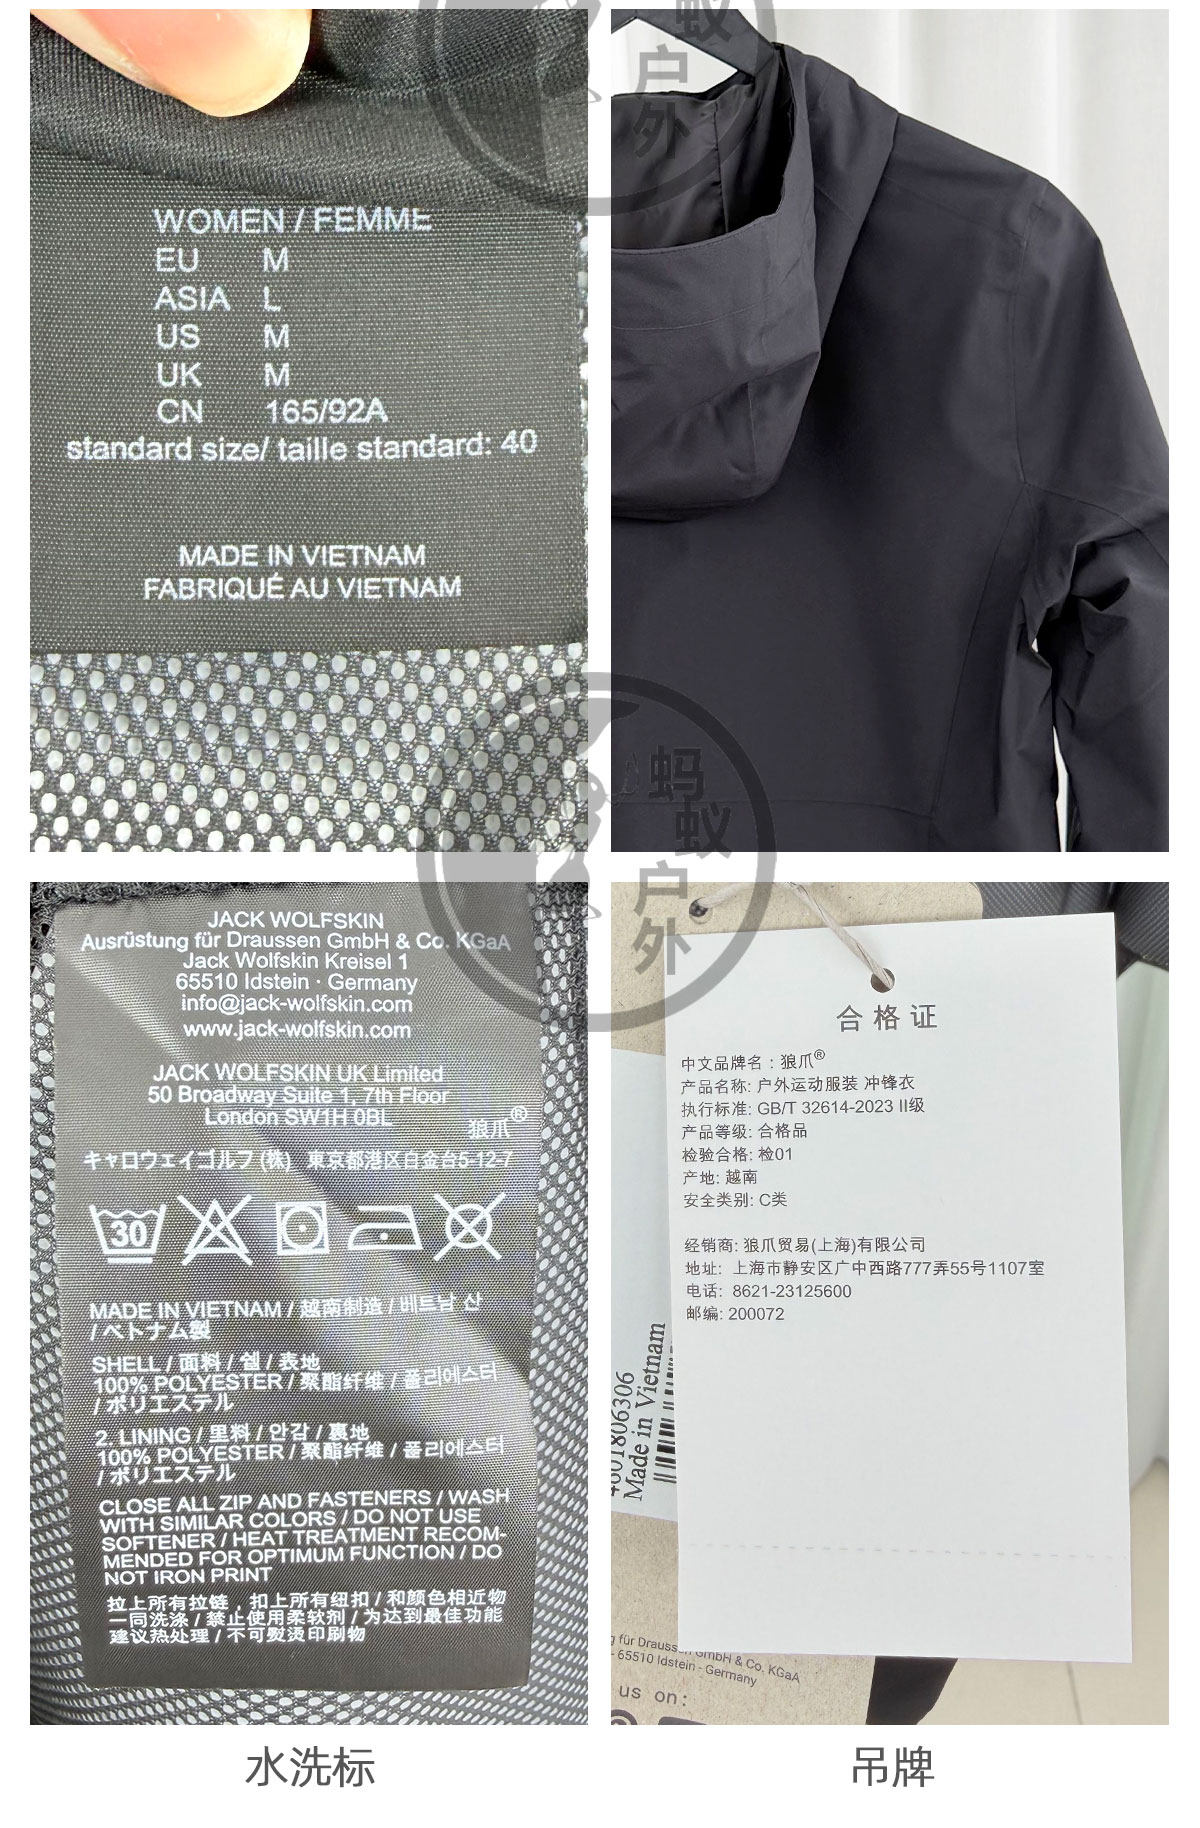 WOMEN / FEMME
EU M
ASIA L
US M
UK M
CN 165/92A
standard size/ taille standard: 40
MADE IN VIETNAM
FABRIQUÉ AU VIETNAM
蚁
户
外
蚂
蚁
户
外
JACK WOLFSKIN
Ausrüstung für Draussen GmbH & Co. KGaA
Jack Wolfskin Kreisel 1
65510 Idstein · Germany
info@jack-wolfskin.com
www.jack-wolfskin.com
JACK WOLFSKIN UK Limited
50 Broadway Suite 1, 7th Floor
London SW1H 0BL
狼爪®
キャロウェイゴルフ (株) 東京都港区白金台5-12-7
30
MADE IN VIETNAM / 越南制造 / 베트남 산
/ ベトナム製
SHELL / 面料 / 쉘 / 表地
100% POLYESTER / 聚酯纤维 / 폴리에스터
/ ポリエステル
2. LINING / 里料 / 안감 / 裏地
100% POLYESTER / 聚酯纤维 / 폴리에스터
/ ポリエステル
CLOSE ALL ZIP AND FASTENERS / WASH
WITH SIMILAR COLORS / DO NOT USE
SOFTENER / HEAT TREATMENT RECOM-
MENDED FOR OPTIMUM FUNCTION / DO
NOT IRON PRINT
拉上所有拉链，扣上所有纽扣 / 和颜色相近物
一同洗涤 / 禁止使用柔软剂 / 为达到最佳功能
建议热处理 / 不可熨烫印刷物
合格证
中文品牌名：狼爪®
产品名称: 户外运动服装 冲锋衣
执行标准: GB/T 32614-2023 II级
产品等级: 合格品
检验合格: 检01
产地: 越南
安全类别: C类
经销商: 狼爪贸易(上海)有限公司
地址: 上海市静安区广中西路777弄55号1107室
电话: 8621-23125600
邮编: 200072
4001806306
Made in Vietnam
g für Draussen GmbH & Co. KGaA
- 65510 Idstein - Germany
us on:
水洗标
吊牌